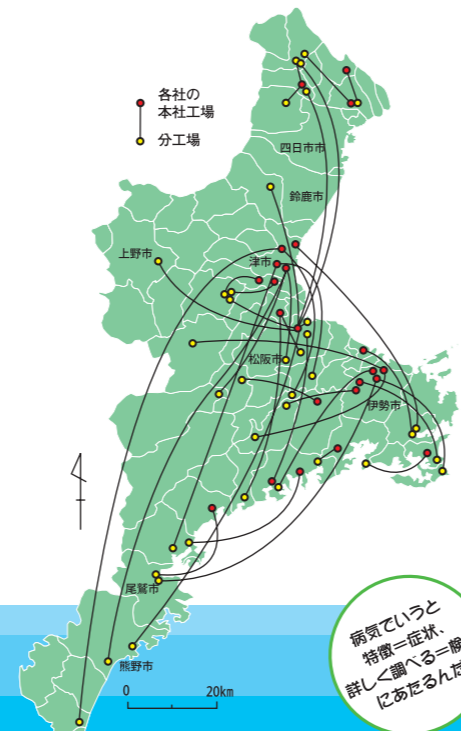 各社の
本社工場
分工場
四日市市
鈴鹿市
上野市
津市
松阪市
伊勢市
尾鷲市
熊野市
0 20km
病気でいうと
特徴=症状、
詳しく調べる=検
にあたるんだ